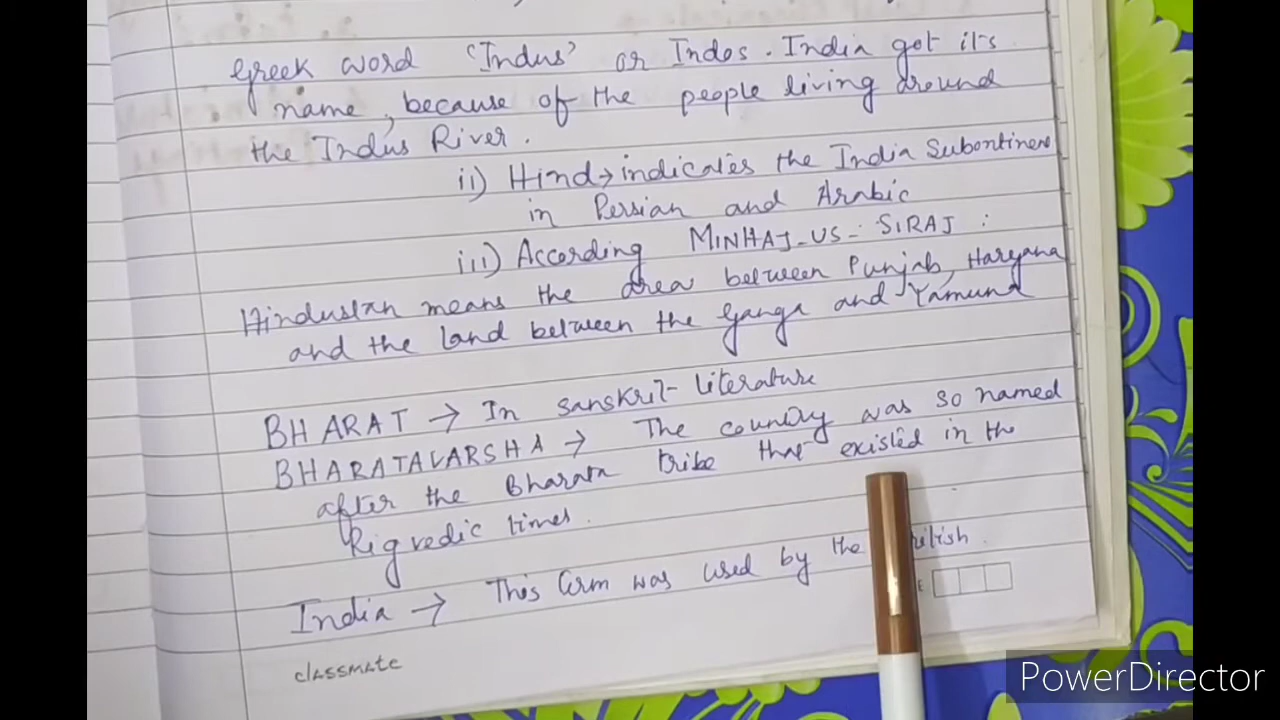 Greek word 'Indus' or Indos. India got it's
name, because of the people living around
the Indus River.
ii) Hind → indicates the India Subontinent
in Persian and Arabic
iii) According MINHAJ-US-SIRAJ :
Hindustan means the area between Punjab, Haryana
and the land between the Ganga and Yamuna
BHARAT → In Sanskrit literature
BHARATAVARSHA → The country was so named
after the Bharata tribe that existed in the
Rigvedic times.
India → This term was used by the British.
classmate
PowerDirector